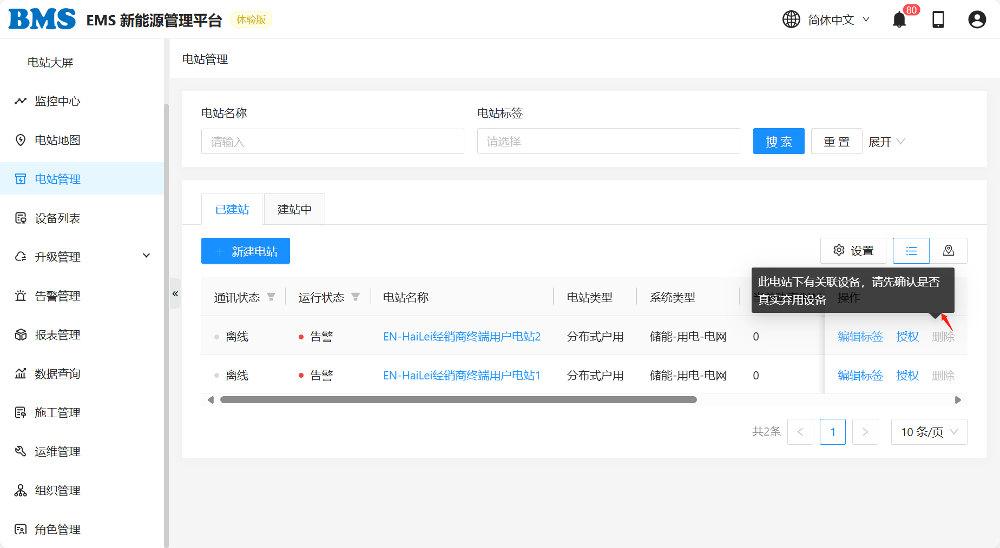 BMS EMS 新能源管理平台 体验版
简体中文
80
电站大屏
监控中心
电站地图
电站管理
设备列表
升级管理
告警管理
报表管理
数据查询
施工管理
运维管理
组织管理
角色管理
电站管理
电站名称
电站标签
请输入
请选择
搜索
重置
展开
已建站
建站中
新建电站
设置
此电站下有关联设备，请先确认是否
真实弃用设备
通讯状态
运行状态
电站名称
电站类型
系统类型
操作
离线 告警 EN-HaiLei经销商终端用户电站2 分布式户用 储能-用电-电网 0 编辑标签 授权 删除
离线 告警 EN-HaiLei经销商终端用户电站1 分布式户用 储能-用电-电网 0 编辑标签 授权 删除
共2条 1 10 条/页